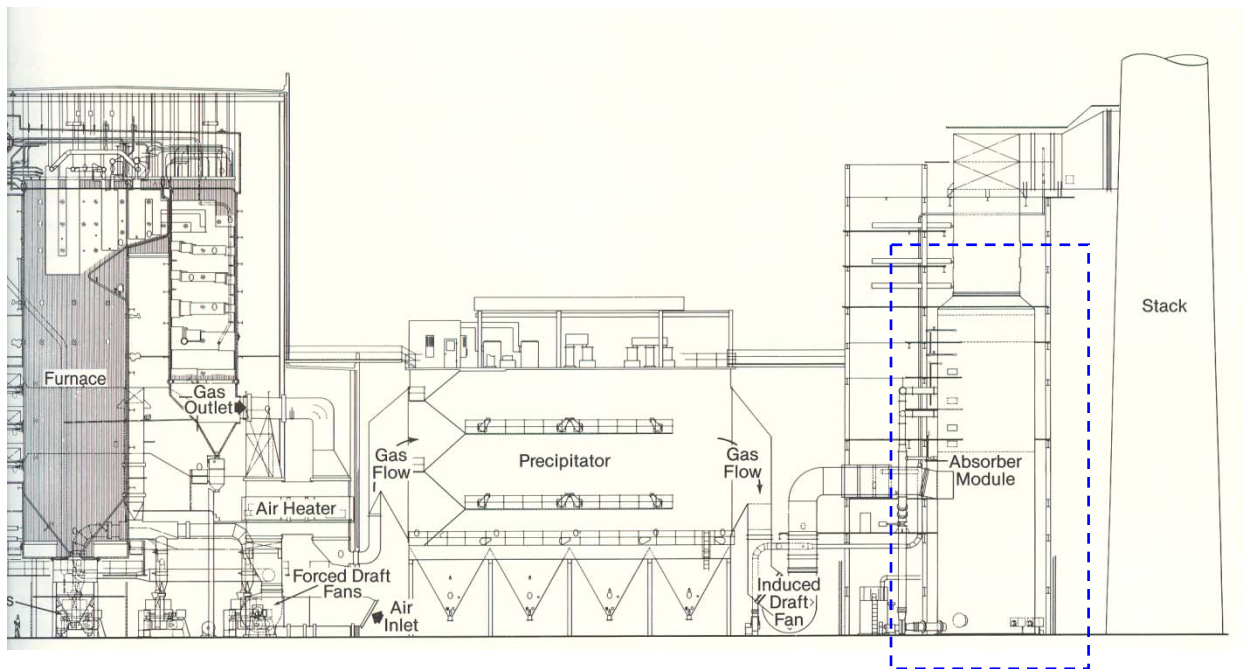 Furnace
Gas
Outlet
Air Heater
Forced Draft
Fans
Air
Inlet
Gas
Flow
Precipitator
Gas
Flow
Induced
Draft
Fan
Absorber
Module
Stack